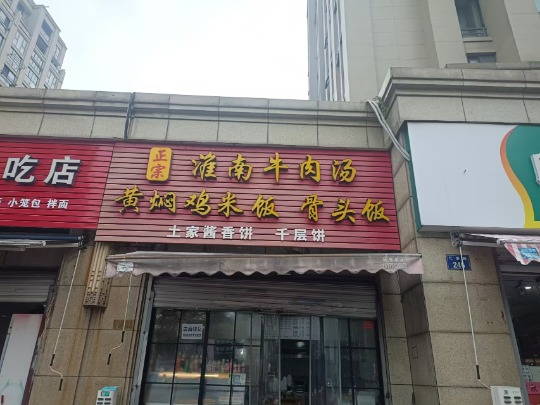 吃店
小笼包 拌面
正宗
淮南牛肉汤
黄焖鸡米饭 骨头饭
土家酱香饼 千层饼